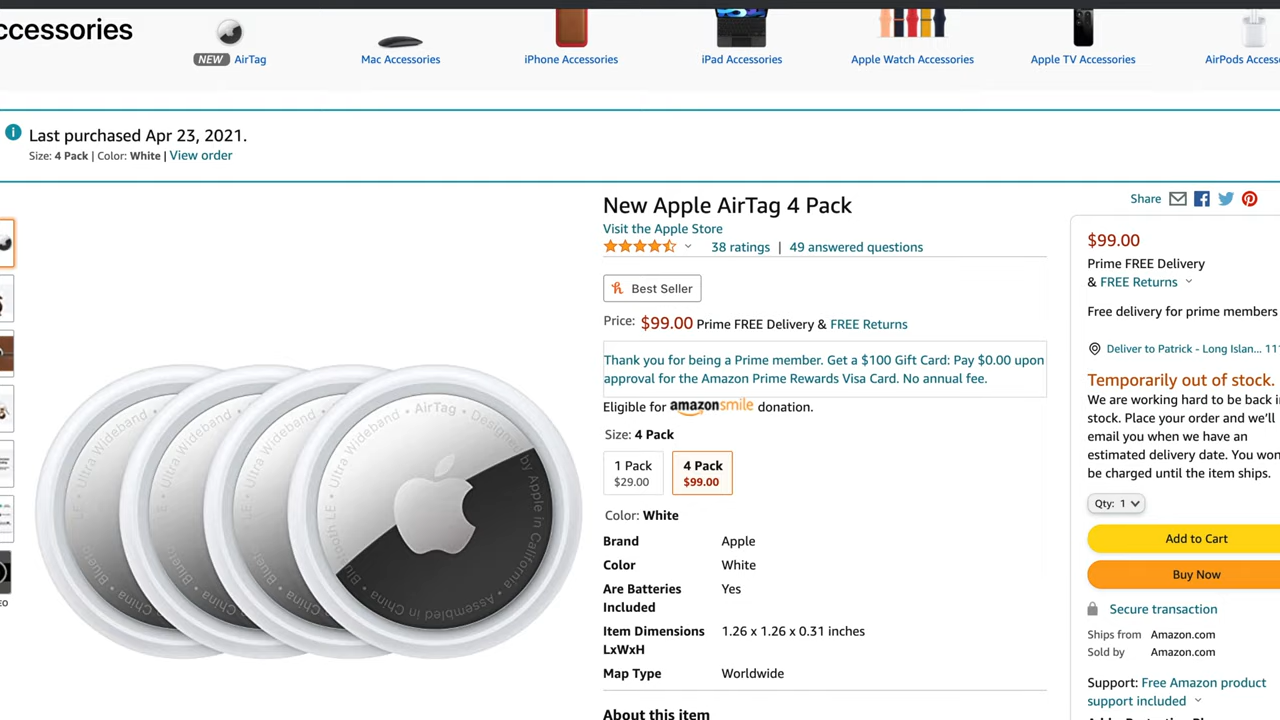 ccessories
NEW AirTag
Mac Accessories
iPhone Accessories
iPad Accessories
Apple Watch Accessories
Apple TV Accessories
AirPods Access
Last purchased Apr 23, 2021.
Size: 4 Pack | Color: White | View order
New Apple AirTag 4 Pack
Visit the Apple Store
38 ratings | 49 answered questions
Best Seller
Price: $99.00 Prime FREE Delivery & FREE Returns
Thank you for being a Prime member. Get a $100 Gift Card: Pay $0.00 upon
approval for the Amazon Prime Rewards Visa Card. No annual fee.
Eligible for amazonsmile donation.
Size: 4 Pack
1 Pack
$29.00
4 Pack
$99.00
Color: White
Brand Apple
Color White
Are Batteries Yes
Included
Item Dimensions 1.26 x 1.26 x 0.31 inches
LxWxH
Map Type Worldwide
About this item
Ultra Wideband • AirTag • Designed by Apple in California • Assembled in China • Bluetooth LE •
Share
$99.00
Prime FREE Delivery
& FREE Returns
Free delivery for prime members
Deliver to Patrick - Long Islan... 111
Temporarily out of stock.
We are working hard to be back i
stock. Place your order and we'll
email you when we have an
estimated delivery date. You won
be charged until the item ships.
Qty: 1
Add to Cart
Buy Now
Secure transaction
Ships from Amazon.com
Sold by Amazon.com
Support: Free Amazon product
support included